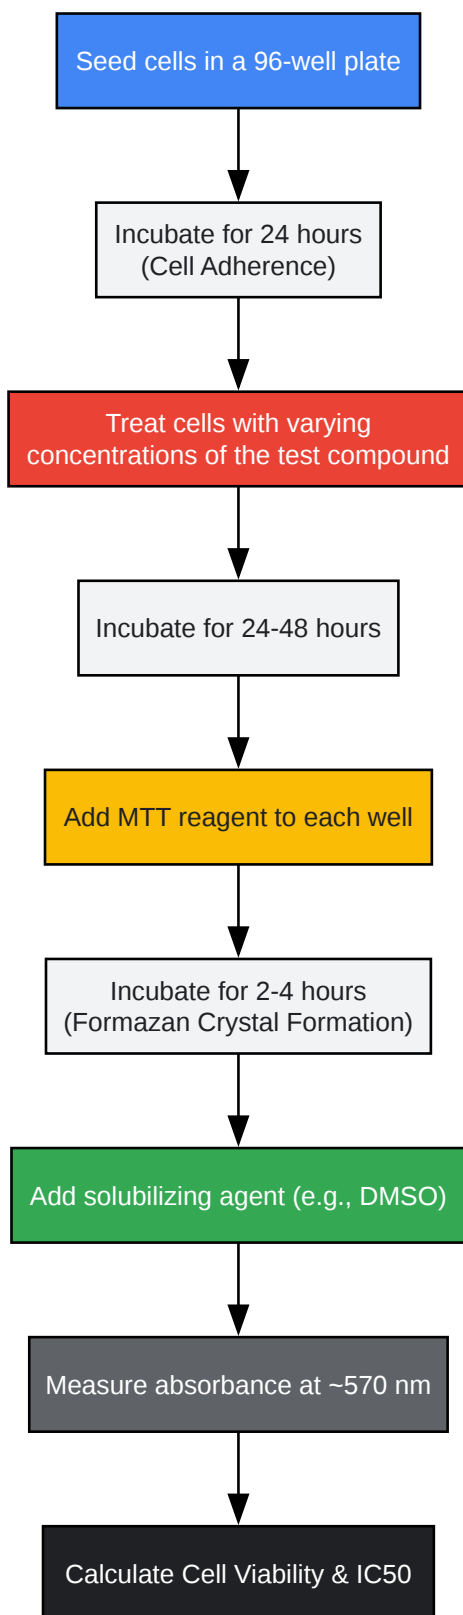 Seed cells in a 96-well plate
Incubate for 24 hours
(Cell Adherence)
Treat cells with varying
concentrations of the test compound
Incubate for 24-48 hours
Add MTT reagent to each well
Incubate for 2-4 hours
(Formazan Crystal Formation)
Add solubilizing agent (e.g., DMSO)
Measure absorbance at ~570 nm
Calculate Cell Viability & IC50